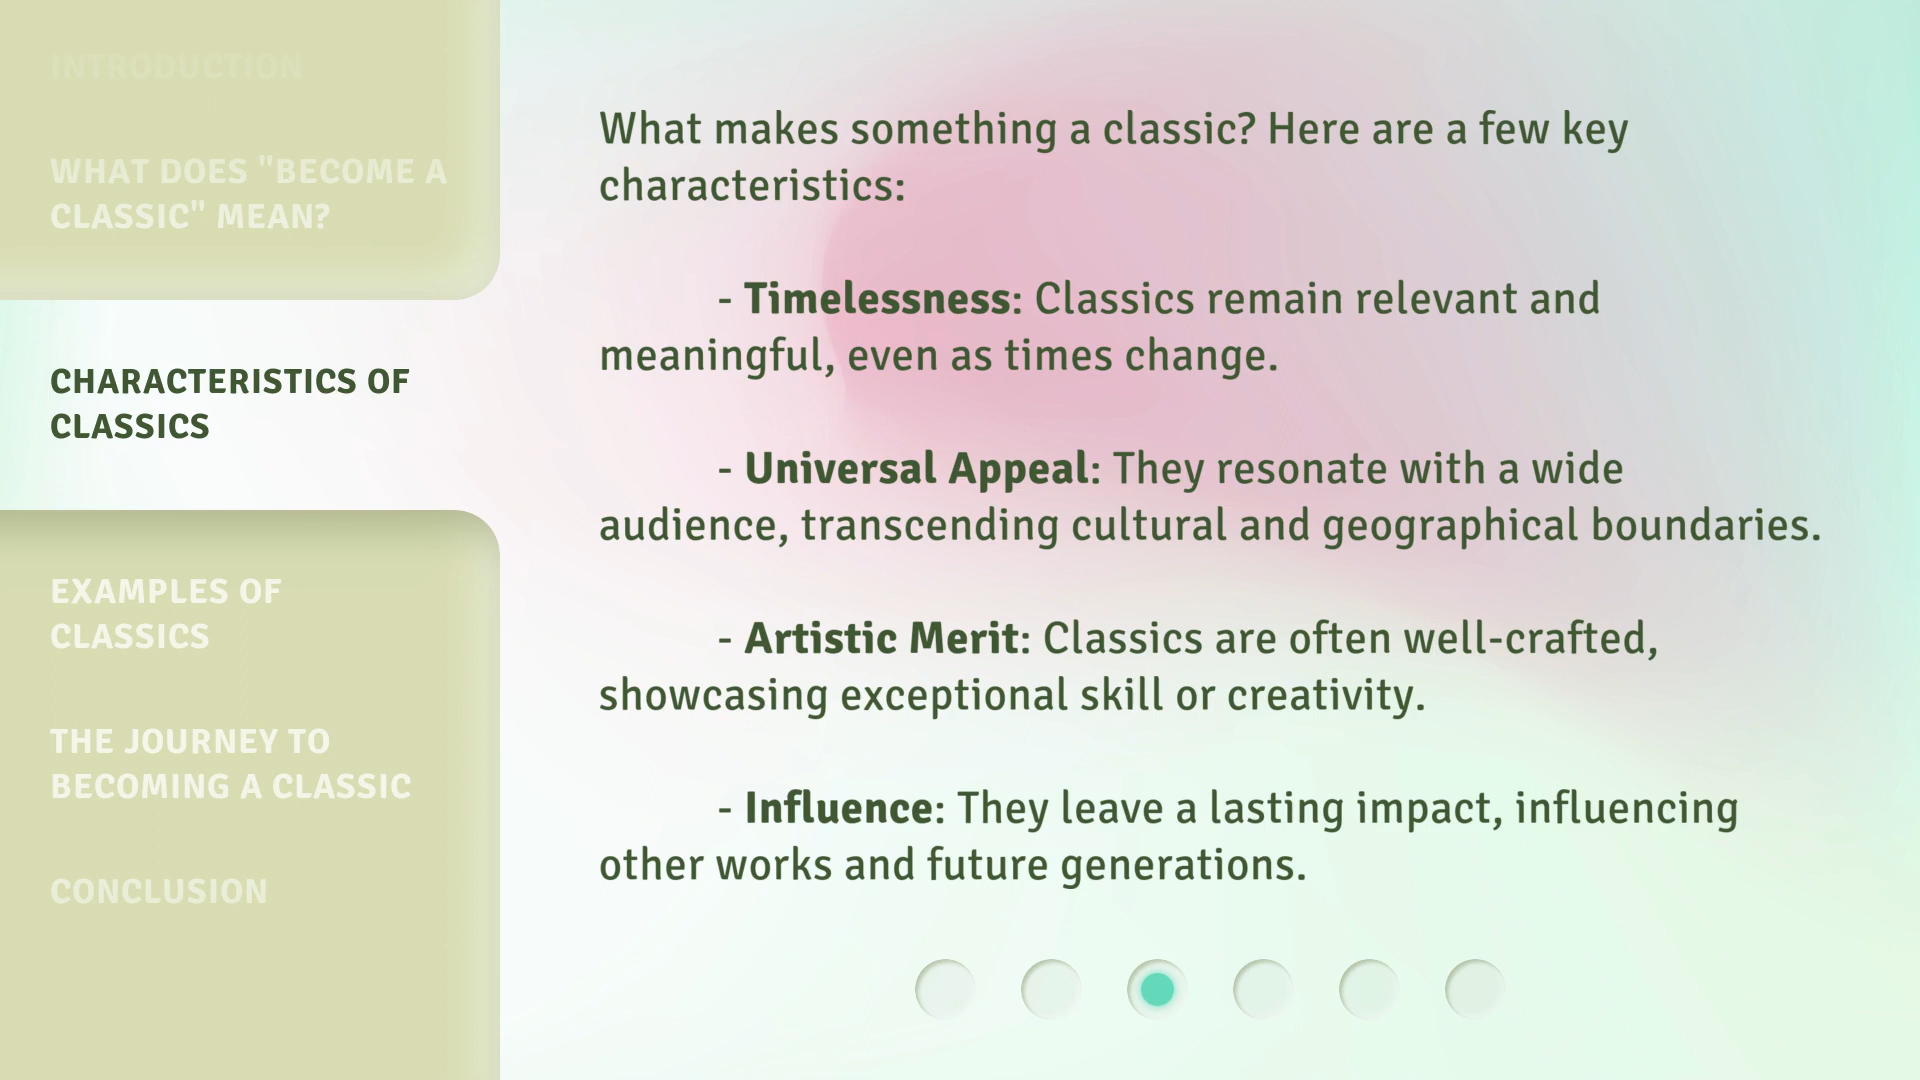 INTRODUCTION
WHAT DOES "BECOME A
CLASSIC" MEAN?
CHARACTERISTICS OF
CLASSICS
EXAMPLES OF
CLASSICS
THE JOURNEY TO
BECOMING A CLASSIC
CONCLUSION
What makes something a classic? Here are a few key
characteristics:
- Timelessness: Classics remain relevant and
meaningful, even as times change.
- Universal Appeal: They resonate with a wide
audience, transcending cultural and geographical boundaries.
- Artistic Merit: Classics are often well-crafted,
showcasing exceptional skill or creativity.
- Influence: They leave a lasting impact, influencing
other works and future generations.